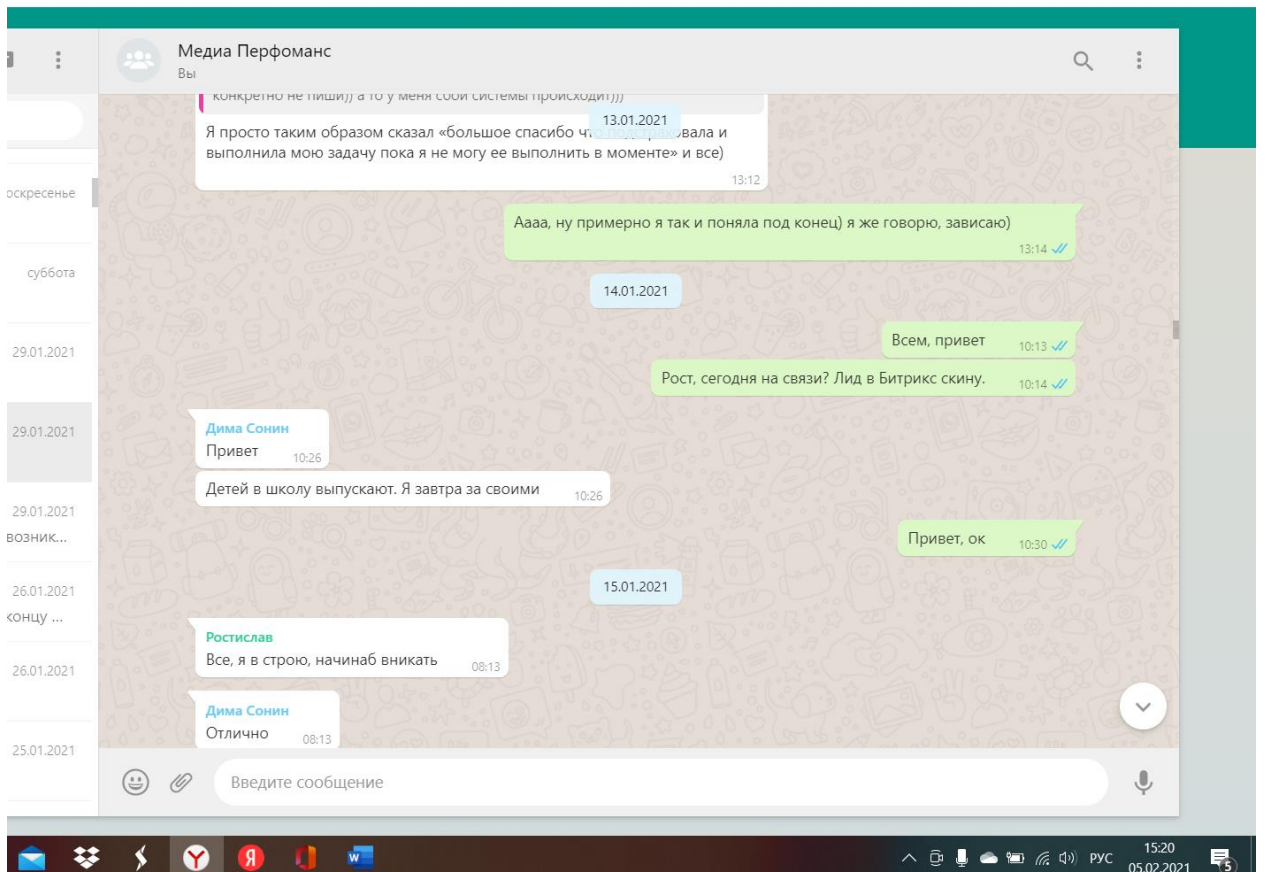 Медиа Перфоманс
Вы
конкретно не пиши)) а то у меня сбои системы происходит)))
13.01.2021
Я просто таким образом сказал «большое спасибо что подстраховала и
выполнила мою задачу пока я не могу ее выполнить в моменте» и все)
13:12
Аааа, ну примерно я так и поняла под конец) я же говорю, зависаю)
13:14
суббота
14.01.2021
Всем, привет 10:13
29.01.2021
Рост, сегодня на связи? Лид в Битрикс скину. 10:14
29.01.2021
Дима Сонин
Привет 10:26
Детей в школу выпускают. Я завтра за своими 10:26
29.01.2021
возник...
Привет, ок 10:30
15.01.2021
26.01.2021
концу ...
Ростислав
Все, я в строю, начинаб вникать 08:13
26.01.2021
Дима Сонин
Отлично 08:13
25.01.2021
Введите сообщение
РУС
15:20
05.02.2021
5